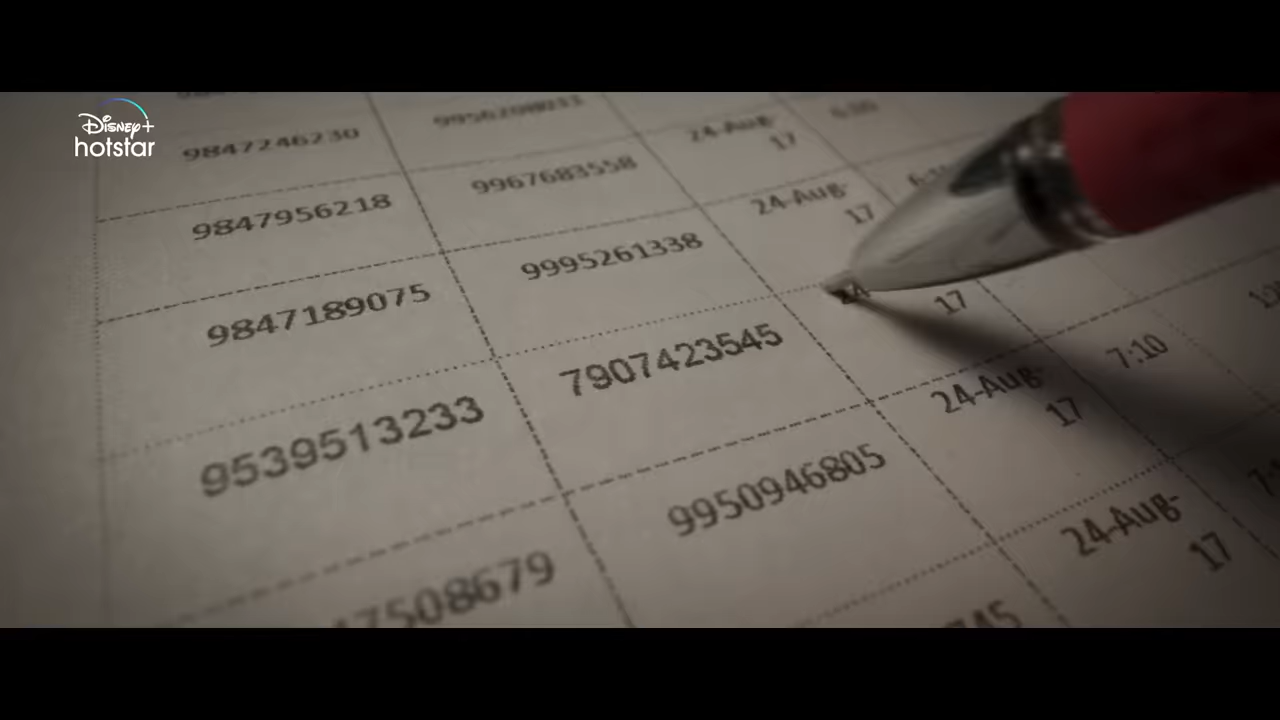 Disney+
hotstar
9847246230
9847956218 9967683558 24-Aug-
17
9847189075 9995261338 24-Aug-
17
9539513233 7907423545 24
17
9950946805 24-Aug-
17 7:10
24-Aug-
17